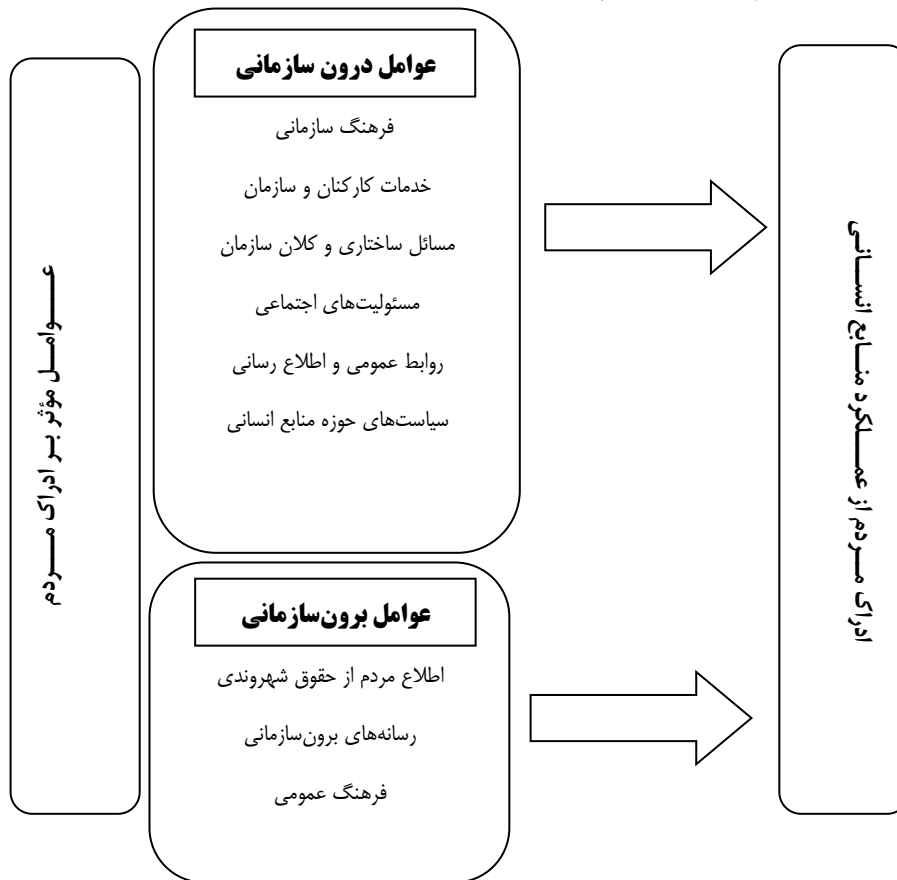 عوامل مؤثر بر ادراک مردم
عوامل درون سازمانی
فرهنگ سازمانی
خدمات کارکنان و سازمان
مسائل ساختاری و کلان سازمان
مسئولیت‌های اجتماعی
روابط عمومی و اطلاع رسانی
سیاست‌های حوزه منابع انسانی
عوامل برون‌سازمانی
اطلاع مردم از حقوق شهروندی
رسانه‌های برون‌سازمانی
فرهنگ عمومی
ادراک مردم از عملکرد منابع انسانی